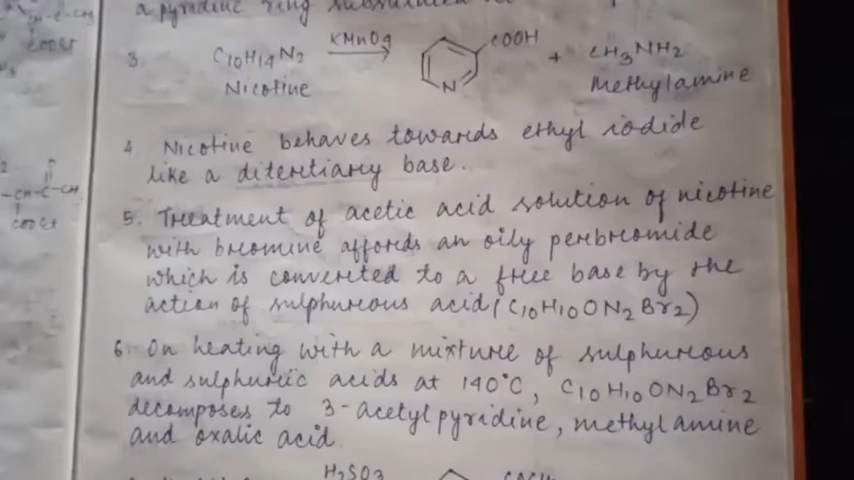 a pyridine ring substituted
3. C10H14N2 KMnO4 COOH + CH3NH2
N
Nicotine Methylamine
4. Nicotine behaves towards ethyl iodide
like a ditertiary base.
5. Treatment of acetic acid solution of nicotine
with bromine affords an oily perbromide
which is converted to a free base by the
action of sulphurous acid (C10H10ON2Br2)
6. On heating with a mixture of sulphurous
and sulphuric acids at 140°C, C10H10ON2Br2
decomposes to 3-acetylpyridine, methylamine
and oxalic acid
H2SO3